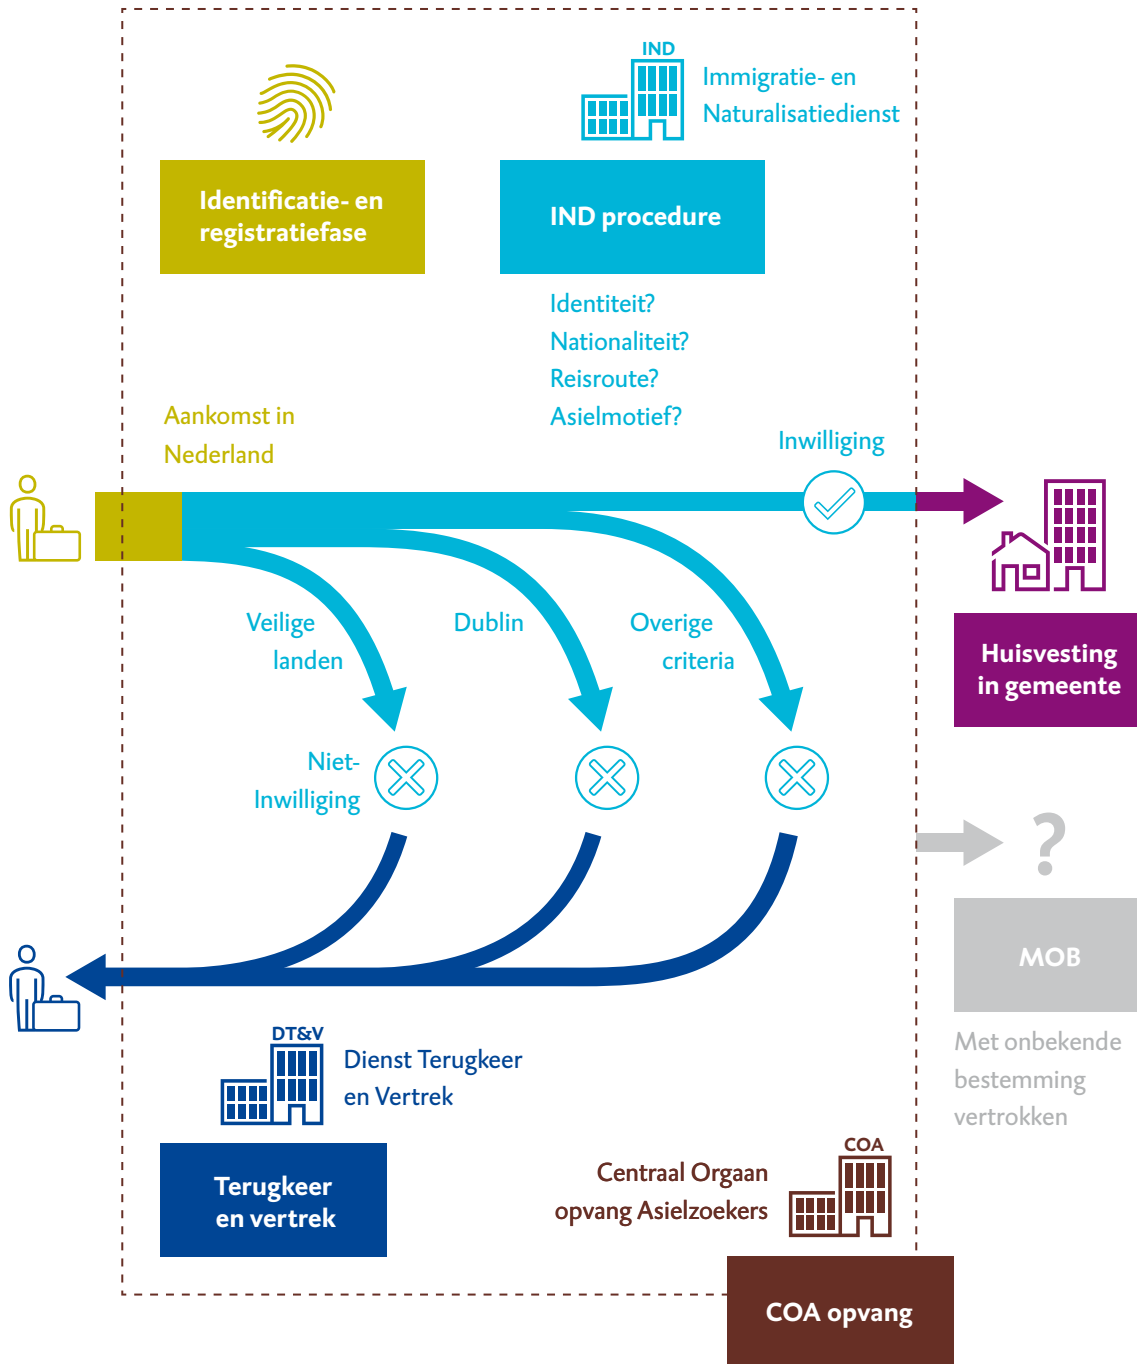 IND
Immigratie- en
Naturalisatiedienst
Identificatie- en
registratiefase
IND procedure
Identiteit?
Nationaliteit?
Reisroute?
Asielmotief?
Aankomst in
Nederland
Inwilliging
Veilige
landen
Dublin
Overige
criteria
Huisvesting
in gemeente
Niet-
Inwilliging
?
MOB
Met onbekende
bestemming
vertrokken
DT&V
Dienst Terugkeer
en Vertrek
Terugkeer
en vertrek
COA
Centraal Orgaan
opvang Asielzoekers
COA opvang